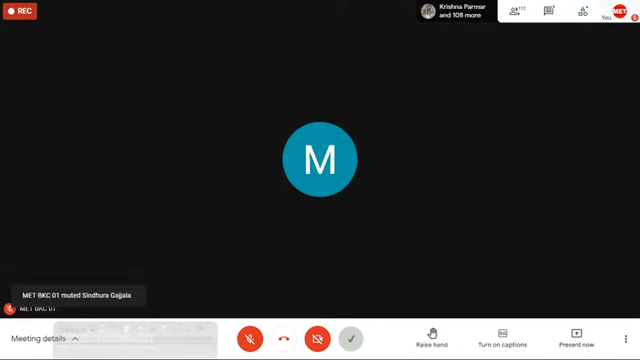 REC
Krishna Parmar
and 108 more
112
You
MET
M
MET BKC 01 muted Sindhura Gajjala
MET BKC 01
Meeting details
Raise hand
Turn on captions
Present now